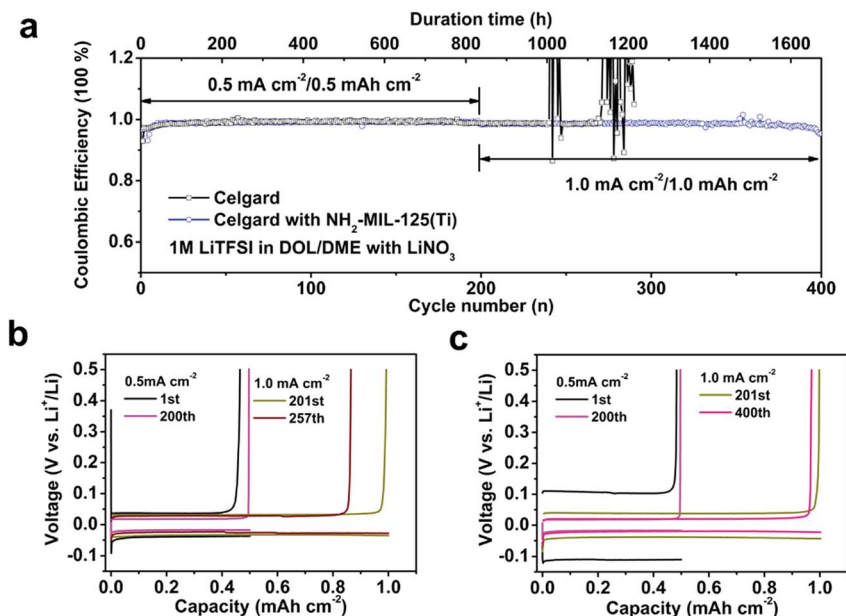 a
Duration time (h)
0 200 400 600 800 1000 1200 1400 1600
1.2
1.0
0.8
0.6
Coulombic Efficiency (100 %)
0.5 mA cm⁻²/0.5 mAh cm⁻²
1.0 mA cm⁻²/1.0 mAh cm⁻²
Celgard
Celgard with NH₂-MIL-125(Ti)
1M LiTFSI in DOL/DME with LiNO₃
0 100 200 300 400
Cycle number (n)
b
Voltage (V vs. Li⁺/Li)
0.5
0.4
0.3
0.2
0.1
0.0
-0.1
0.5mA cm⁻² 1.0 mA cm⁻²
1st 201st
200th 257th
0.0 0.2 0.4 0.6 0.8 1.0
Capacity (mAh cm⁻²)
c
Voltage (V vs. Li⁺/Li)
0.5
0.4
0.3
0.2
0.1
0.0
-0.1
0.5mA cm⁻² 1.0 mA cm⁻²
1st 201st
200th 400th
0.0 0.2 0.4 0.6 0.8 1.0
Capacity (mAh cm⁻²)